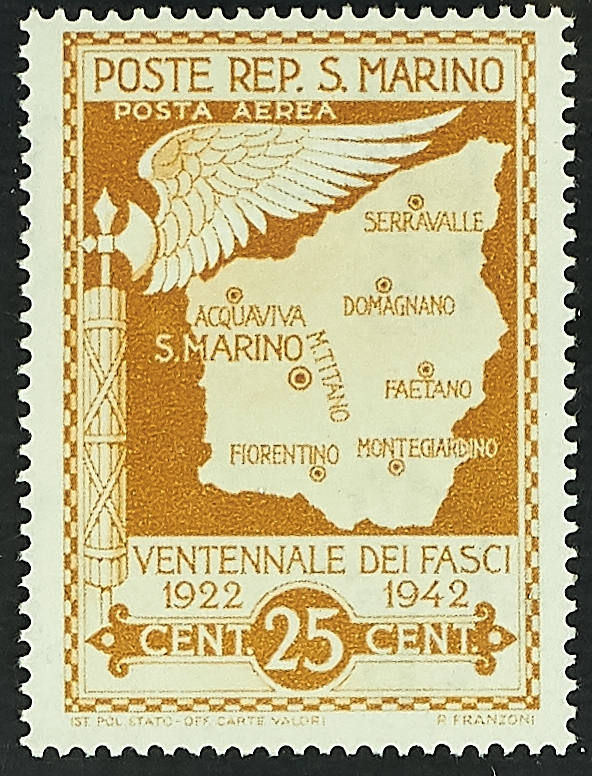 POSTE REP. S. MARINO
POSTA AEREA
SERRAVALLE
ACQUAVIVA
DOMAGNANO
S. MARINO
M. TITANO
FAETANO
FIORENTINO
MONTEGIARDINO
VENTENNALE DEI FASCI
1922 1942
CENT. 25 CENT.
IST. POL. STATO-OFF. CARTE VALORI R. FRANZONI